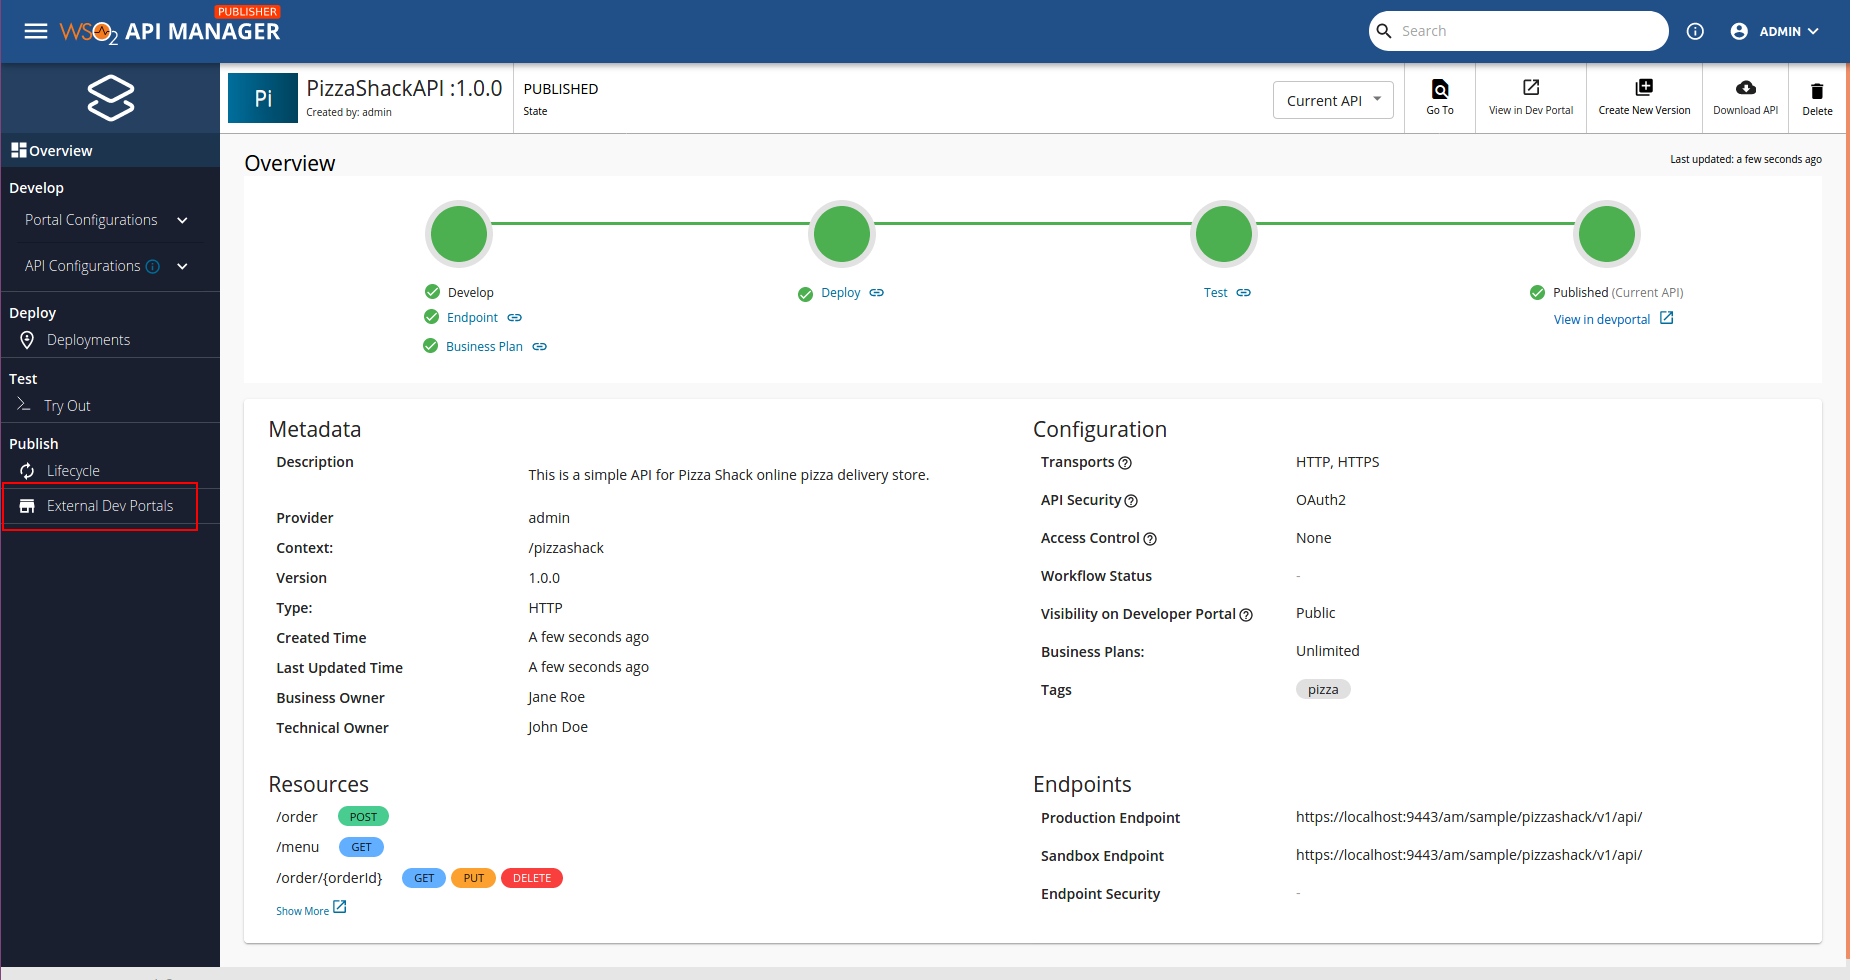 PUBLISHER
WSO2 API MANAGER
Search
ADMIN
Pi
PizzaShackAPI :1.0.0
Created by: admin
PUBLISHED
State
Current API
Go To
View in Dev Portal
Create New Version
Download API
Delete
Overview
Develop
Portal Configurations
API Configurations
Deploy
Deployments
Test
Try Out
Publish
Lifecycle
External Dev Portals
Overview
Last updated: a few seconds ago
Develop
Endpoint
Business Plan
Deploy
Test
Published (Current API)
View in devportal
Metadata
Description
This is a simple API for Pizza Shack online pizza delivery store.
Provider
admin
Context:
/pizzashack
Version
1.0.0
Type:
HTTP
Created Time
A few seconds ago
Last Updated Time
A few seconds ago
Business Owner
Jane Roe
Technical Owner
John Doe
Configuration
Transports
HTTP, HTTPS
API Security
OAuth2
Access Control
None
Workflow Status
-
Visibility on Developer Portal
Public
Business Plans:
Unlimited
Tags
pizza
Resources
/order POST
/menu GET
/order/{orderId} GET PUT DELETE
Show More
Endpoints
Production Endpoint
https://localhost:9443/am/sample/pizzashack/v1/api/
Sandbox Endpoint
https://localhost:9443/am/sample/pizzashack/v1/api/
Endpoint Security
-